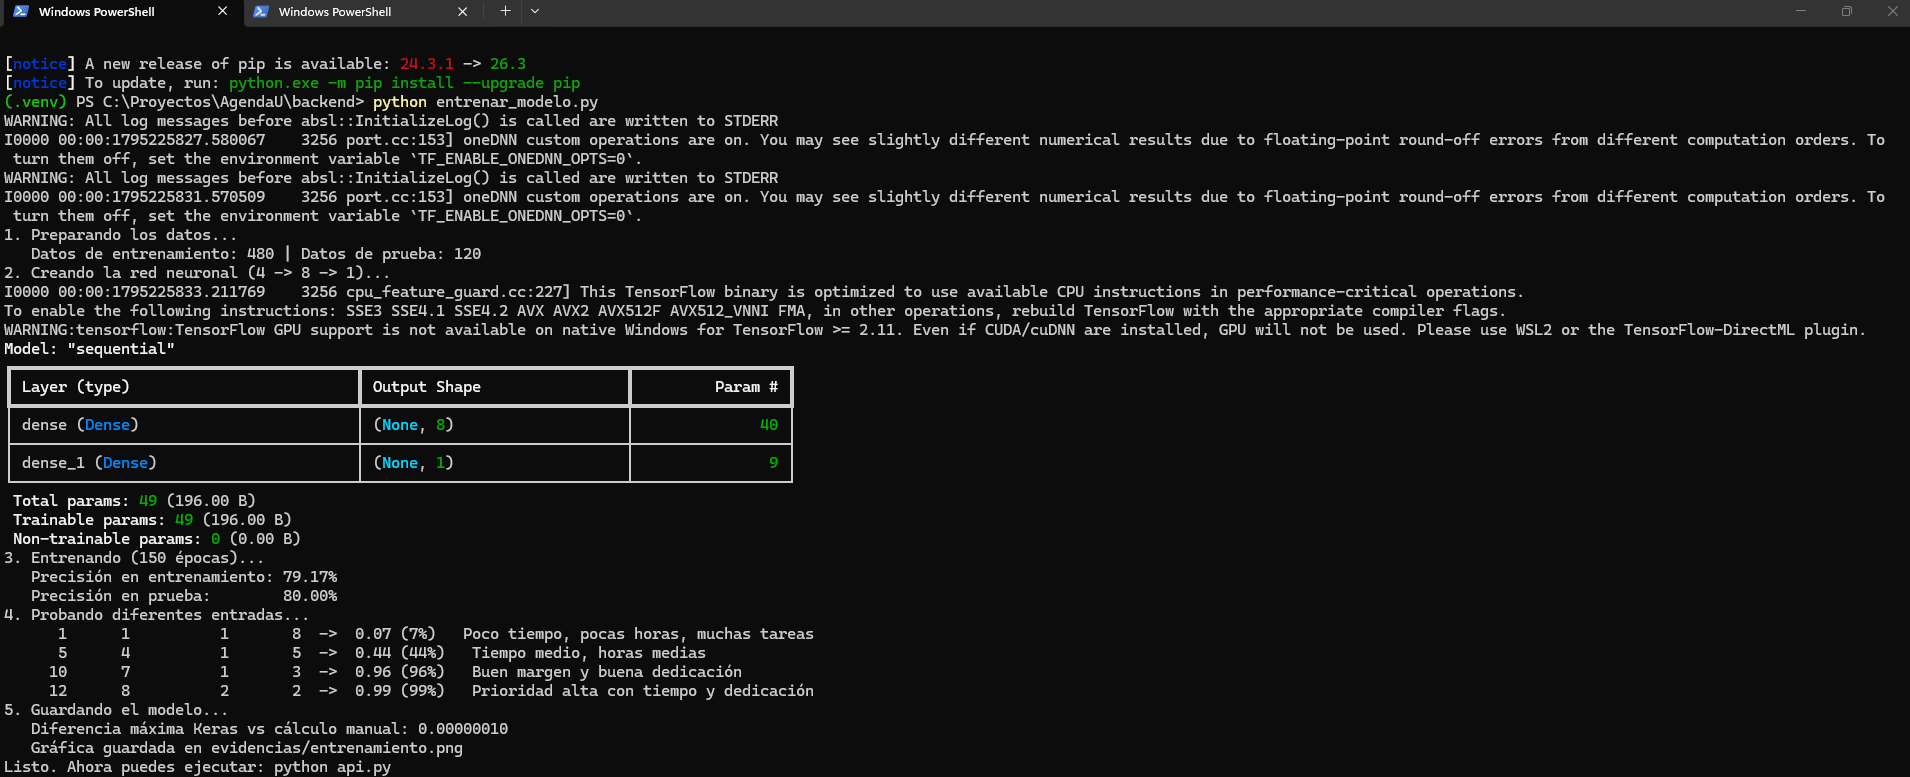 Windows PowerShell
Windows PowerShell
[notice] A new release of pip is available: 24.3.1 -> 26.3
[notice] To update, run: python.exe -m pip install --upgrade pip
(.venv) PS C:\Proyectos\AgendaU\backend> python entrenar_modelo.py
WARNING: All log messages before absl::InitializeLog() is called are written to STDERR
I0000 00:00:1795225827.580067    3256 port.cc:153] oneDNN custom operations are on. You may see slightly different numerical results due to floating-point round-off errors from different computation orders. To
 turn them off, set the environment variable `TF_ENABLE_ONEDNN_OPTS=0`.
WARNING: All log messages before absl::InitializeLog() is called are written to STDERR
I0000 00:00:1795225831.570509    3256 port.cc:153] oneDNN custom operations are on. You may see slightly different numerical results due to floating-point round-off errors from different computation orders. To
 turn them off, set the environment variable `TF_ENABLE_ONEDNN_OPTS=0`.
1. Preparando los datos...
   Datos de entrenamiento: 480 | Datos de prueba: 120
2. Creando la red neuronal (4 -> 8 -> 1)...
I0000 00:00:1795225833.211769    3256 cpu_feature_guard.cc:227] This TensorFlow binary is optimized to use available CPU instructions in performance-critical operations.
To enable the following instructions: SSE3 SSE4.1 SSE4.2 AVX AVX2 AVX512F AVX512_VNNI FMA, in other operations, rebuild TensorFlow with the appropriate compiler flags.
WARNING:tensorflow:TensorFlow GPU support is not available on native Windows for TensorFlow >= 2.11. Even if CUDA/cuDNN are installed, GPU will not be used. Please use WSL2 or the TensorFlow-DirectML plugin.
Model: "sequential"
Layer (type) Output Shape Param #
dense (Dense) (None, 8) 40
dense_1 (Dense) (None, 1) 9
Total params: 49 (196.00 B)
Trainable params: 49 (196.00 B)
Non-trainable params: 0 (0.00 B)
3. Entrenando (150 épocas)...
   Precisión en entrenamiento: 79.17%
   Precisión en prueba:        80.00%
4. Probando diferentes entradas...
      1      1          1       8  ->  0.07 (7%)   Poco tiempo, pocas horas, muchas tareas
      5      4          1       5  ->  0.44 (44%)   Tiempo medio, horas medias
     10      7          1       3  ->  0.96 (96%)   Buen margen y buena dedicación
     12      8          2       2  ->  0.99 (99%)   Prioridad alta con tiempo y dedicación
5. Guardando el modelo...
   Diferencia máxima Keras vs cálculo manual: 0.00000010
   Gráfica guardada en evidencias/entrenamiento.png
Listo. Ahora puedes ejecutar: python api.py